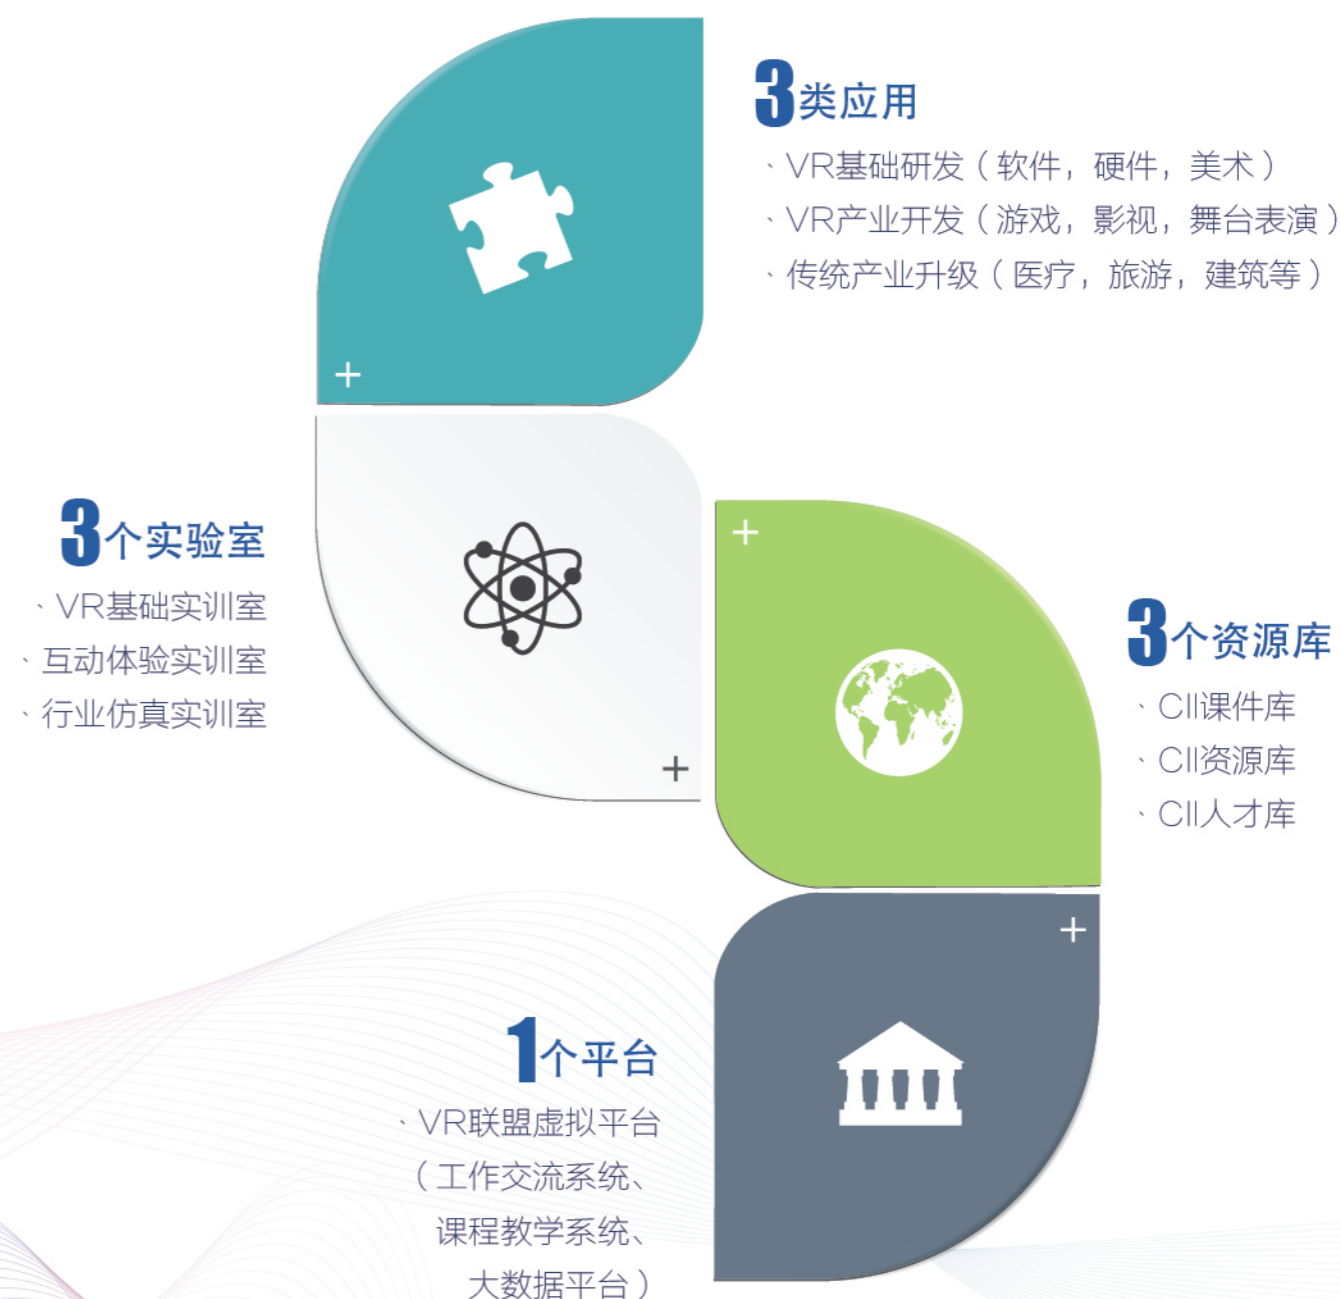 3类应用
、VR基础研发（软件，硬件，美术）
、VR产业开发（游戏，影视，舞台表演）
、传统产业升级（医疗，旅游，建筑等）
3个实验室
、VR基础实训室
、互动体验实训室
、行业仿真实训室
3个资源库
、CII课件库
、CII资源库
、CII人才库
1个平台
、VR联盟虚拟平台
（工作交流系统、
课程教学系统、
大数据平台）